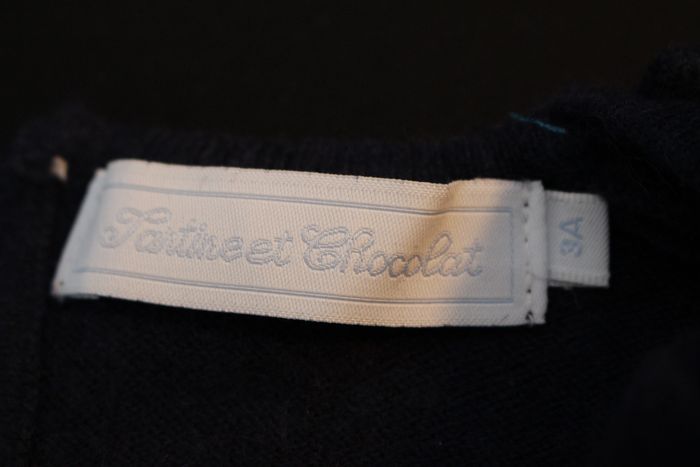 Tartine et Chocolat
3A